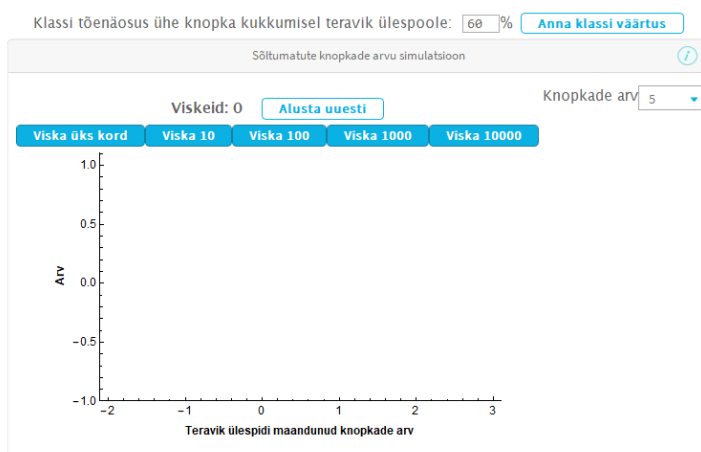 Klassi tõenäosus ühe knopka kukkumisel teravik ülespoole: 60 % Anna klassi väärtus
Sõltumatute knopkade arvu simulatsioon i
Knopkade arv 5
Viskeid: 0 Alusta uuesti
Viska üks kord Viska 10 Viska 100 Viska 1000 Viska 10000
1.0
0.5
Arv
0.0
−0.5
−1.0
−2 −1 0 1 2 3
Teravik ülespidi maandunud knopkade arv